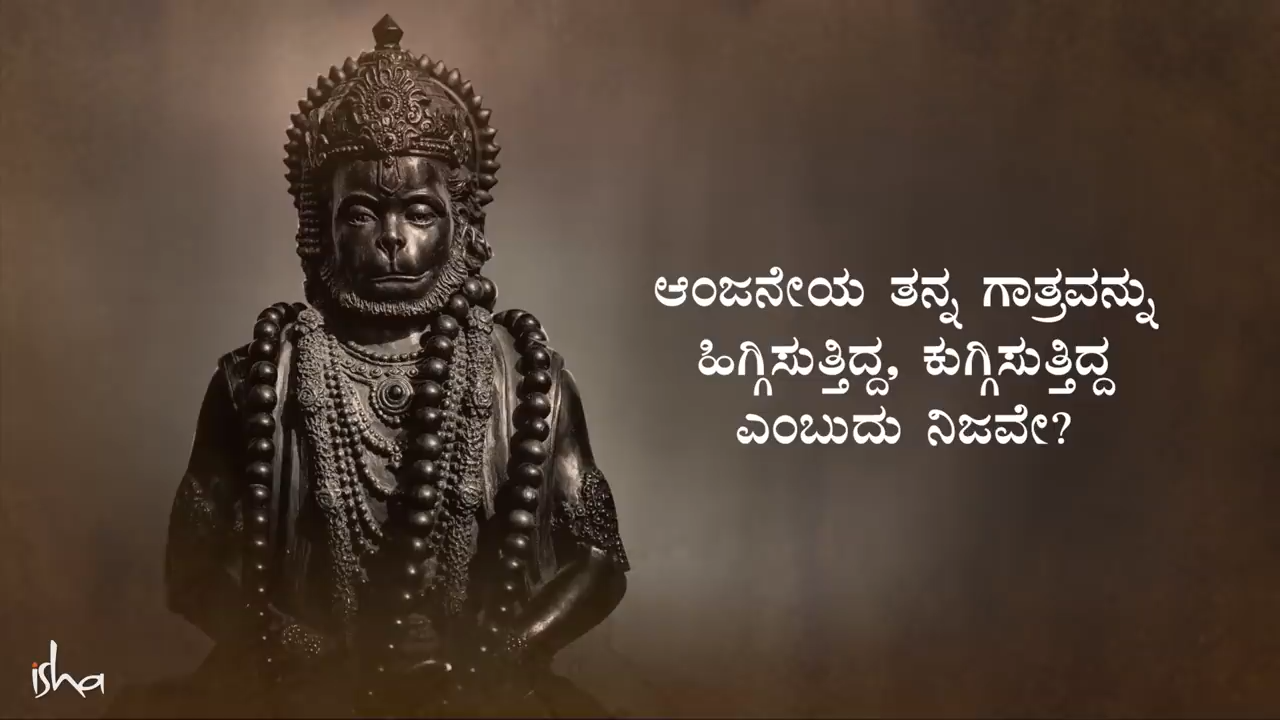 ಆಂಜನೇಯ ತನ್ನ ಗಾತ್ರವನ್ನು
ಹಿಗ್ಗಿಸುತ್ತಿದ್ದ, ಕುಗ್ಗಿಸುತ್ತಿದ್ದ
ಎಂಬುದು ನಿಜವೇ?
isha